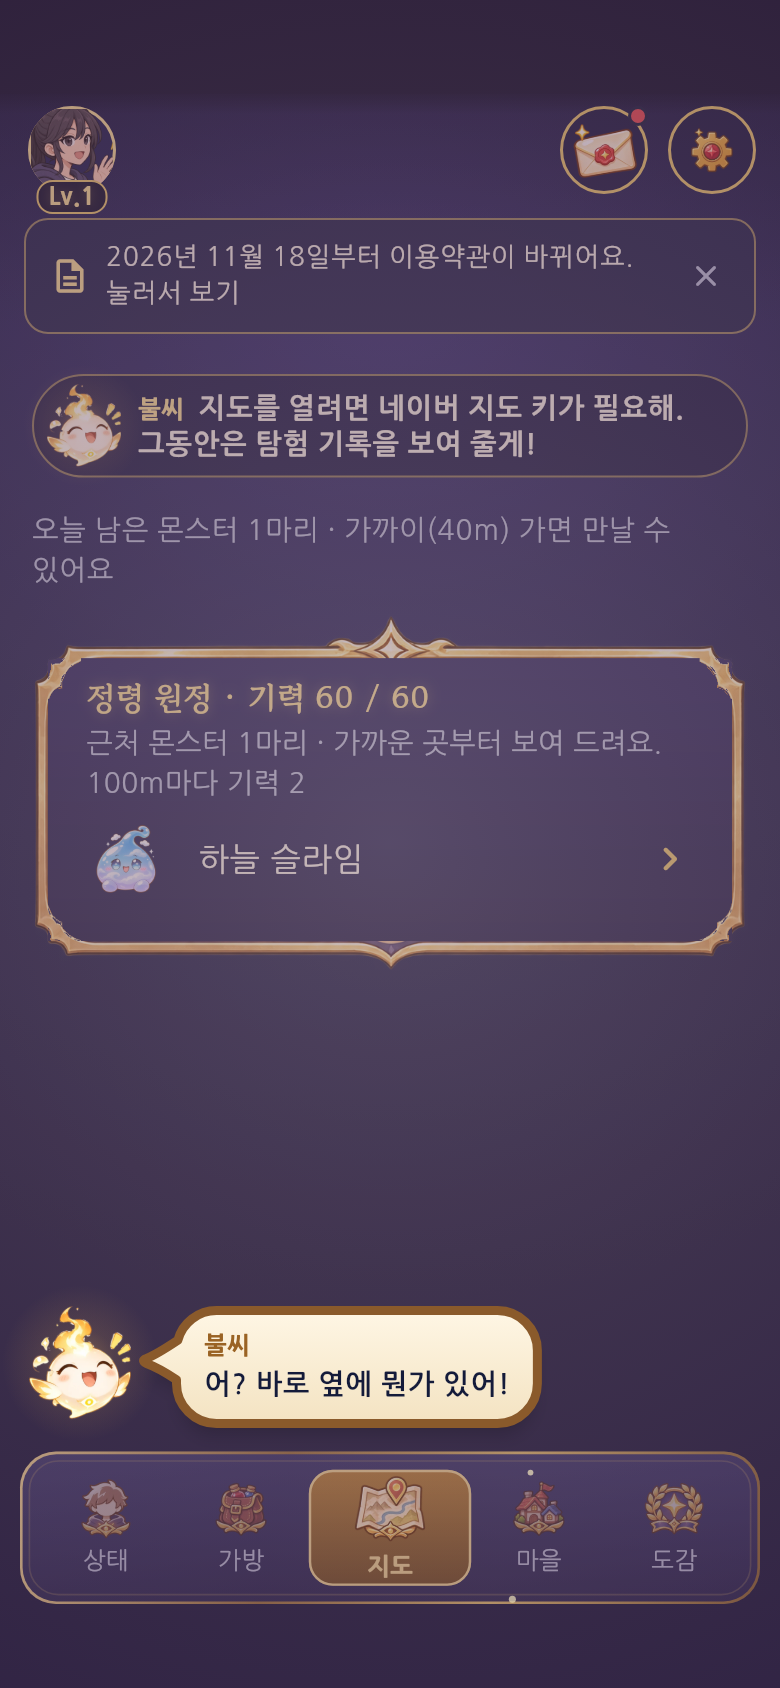 Lv.1
2026년 11월 18일부터 이용약관이 바뀌어요.
눌러서 보기
불씨 지도를 열려면 네이버 지도 키가 필요해.
그동안은 탐험 기록을 보여 줄게!
오늘 남은 몬스터 1마리 · 가까이(40m) 가면 만날 수
있어요
정령 원정 · 기력 60 / 60
근처 몬스터 1마리 · 가까운 곳부터 보여 드려요.
100m마다 기력 2
하늘 슬라임
불씨
어? 바로 옆에 뭔가 있어!
상태
가방
지도
마을
도감